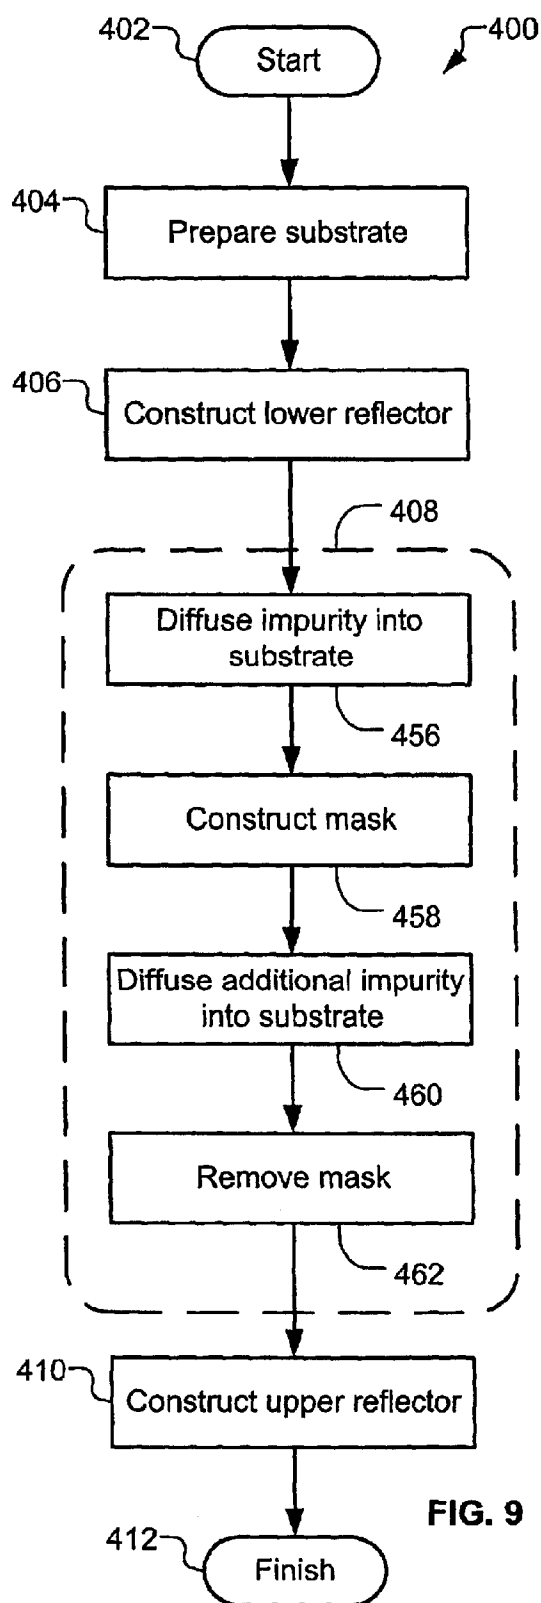 402
400
Start
404
Prepare substrate
406
Construct lower reflector
408
Diffuse impurity into
substrate
456
Construct mask
458
Diffuse additional impurity
into substrate
460
Remove mask
462
410
Construct upper reflector
FIG. 9
412
Finish